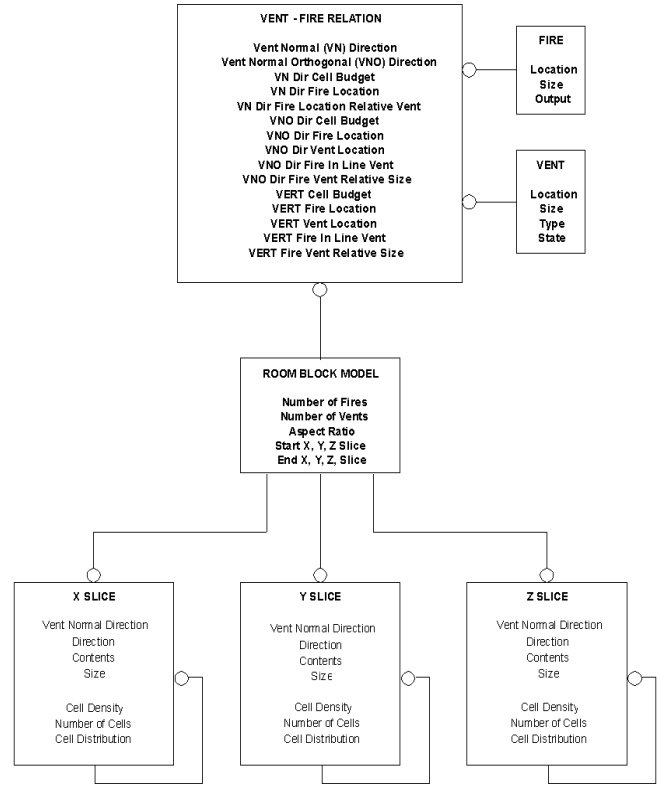 VENT - FIRE RELATION
Vent Normal (VN) Direction
Vent Normal Orthogonal (VNO) Direction
VN Dir Cell Budget
VN Dir Fire Location
VN Dir Fire Location Relative Vent
VNO Dir Cell Budget
VNO Dir Fire Location
VNO Dir Vent Location
VNO Dir Fire In Line Vent
VNO Dir Fire Vent Relative Size
VERT Cell Budget
VERT Fire Location
VERT Vent Location
VERT Fire In Line Vent
VERT Fire Vent Relative Size
FIRE
Location
Size
Output
VENT
Location
Size
Type
State
ROOM BLOCK MODEL
Number of Fires
Number of Vents
Aspect Ratio
Start X, Y, Z Slice
End X, Y, Z, Slice
X SLICE
Vent Normal Direction
Direction
Contents
Size
Cell Density
Number of Cells
Cell Distribution
Y SLICE
Vent Normal Direction
Direction
Contents
Size
Cell Density
Number of Cells
Cell Distribution
Z SLICE
Vent Normal Direction
Direction
Contents
Size
Cell Density
Number of Cells
Cell Distribution